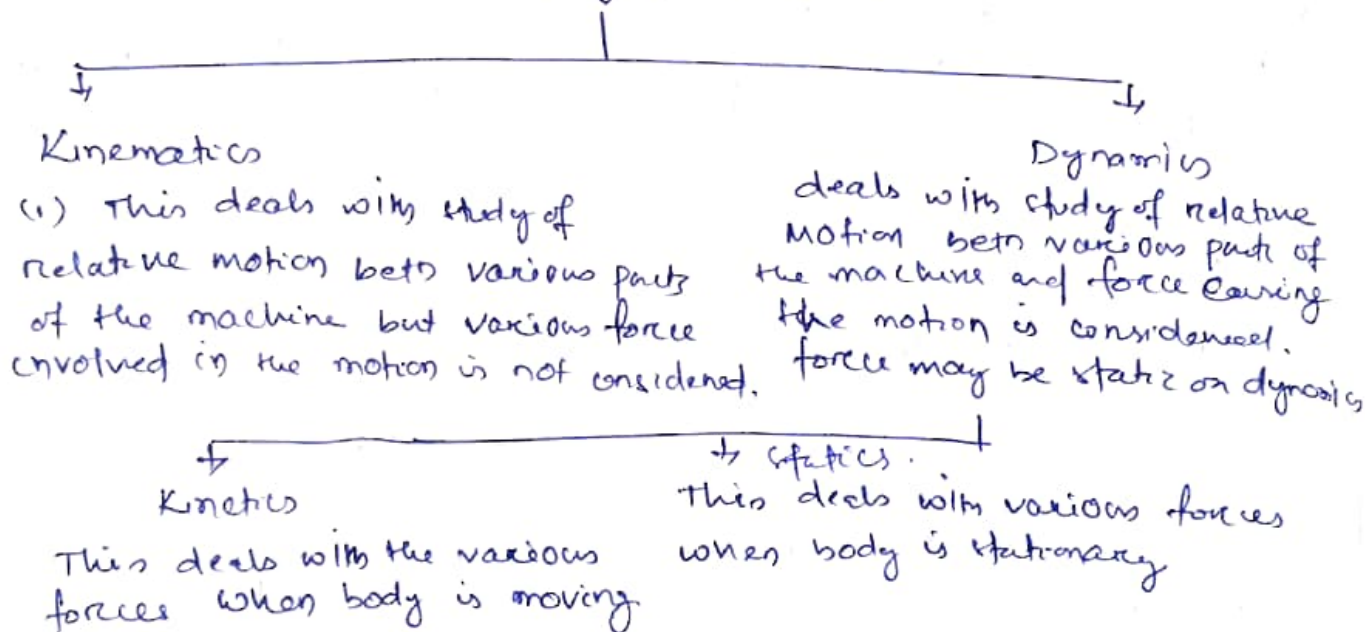 Kinematics
(1) This deals with study of
relative motion betn various parts
of the machine but various force
involved in the motion is not considered.
Dynamics
deals with study of relative
Motion betn various parts of
the machine and force causing
the motion is considered.
force may be static or dynamics
Kinetics
This deals with the various
forces when body is moving
statics.
This deals with various forces
when body is stationary